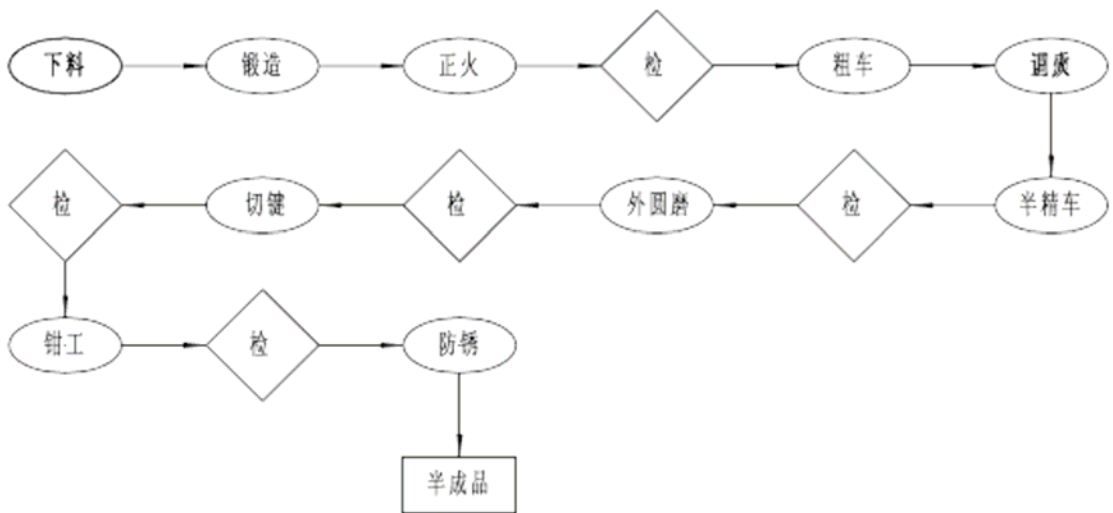 下料 锻造 正火 检 粗车 调质
检 切键 检 外圆磨 检 半精车
钳工 检 防锈
半成品